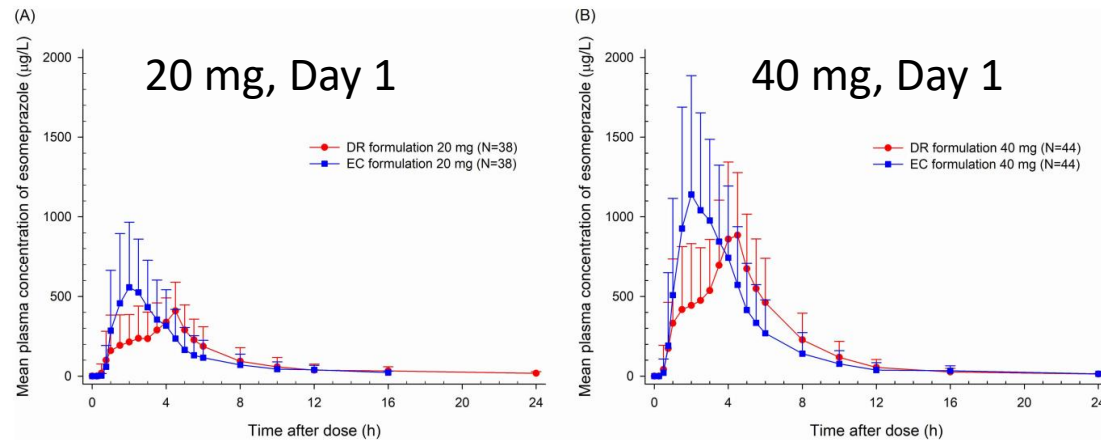 (A)
20 mg, Day 1
Mean plasma concentration of esomeprazole (µg/L)
2000
1500
1000
500
0
DR formulation 20 mg (N=38)
EC formulation 20 mg (N=38)
0 4 8 12 16 20 24
Time after dose (h)
(B)
40 mg, Day 1
Mean plasma concentration of esomeprazole (µg/L)
2000
1500
1000
500
0
DR formulation 40 mg (N=44)
EC formulation 40 mg (N=44)
0 4 8 12 16 20 24
Time after dose (h)